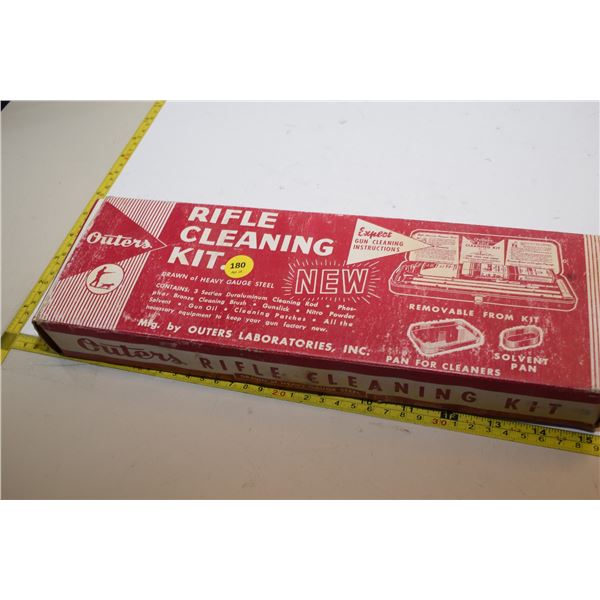 Outers
RIFLE
CLEANING
KIT.
180
DRAWN of HEAVY GAUGE STEEL
CONTAINS: 3 Section Duraluminum Cleaning Rod • Phos-
phor Bronze Cleaning Brush • Gunslick • Nitro Powder
Solvent • Gun Oil • Cleaning Patches • All the
necessary equipment to keep your gun factory new.
Mfg. by OUTERS LABORATORIES, INC.
NEW
Expert
GUN CLEANING
INSTRUCTIONS
REMOVABLE FROM KIT
PAN FOR CLEANERS
SOLVENT
PAN
Outers RIFLE CLEANING KIT